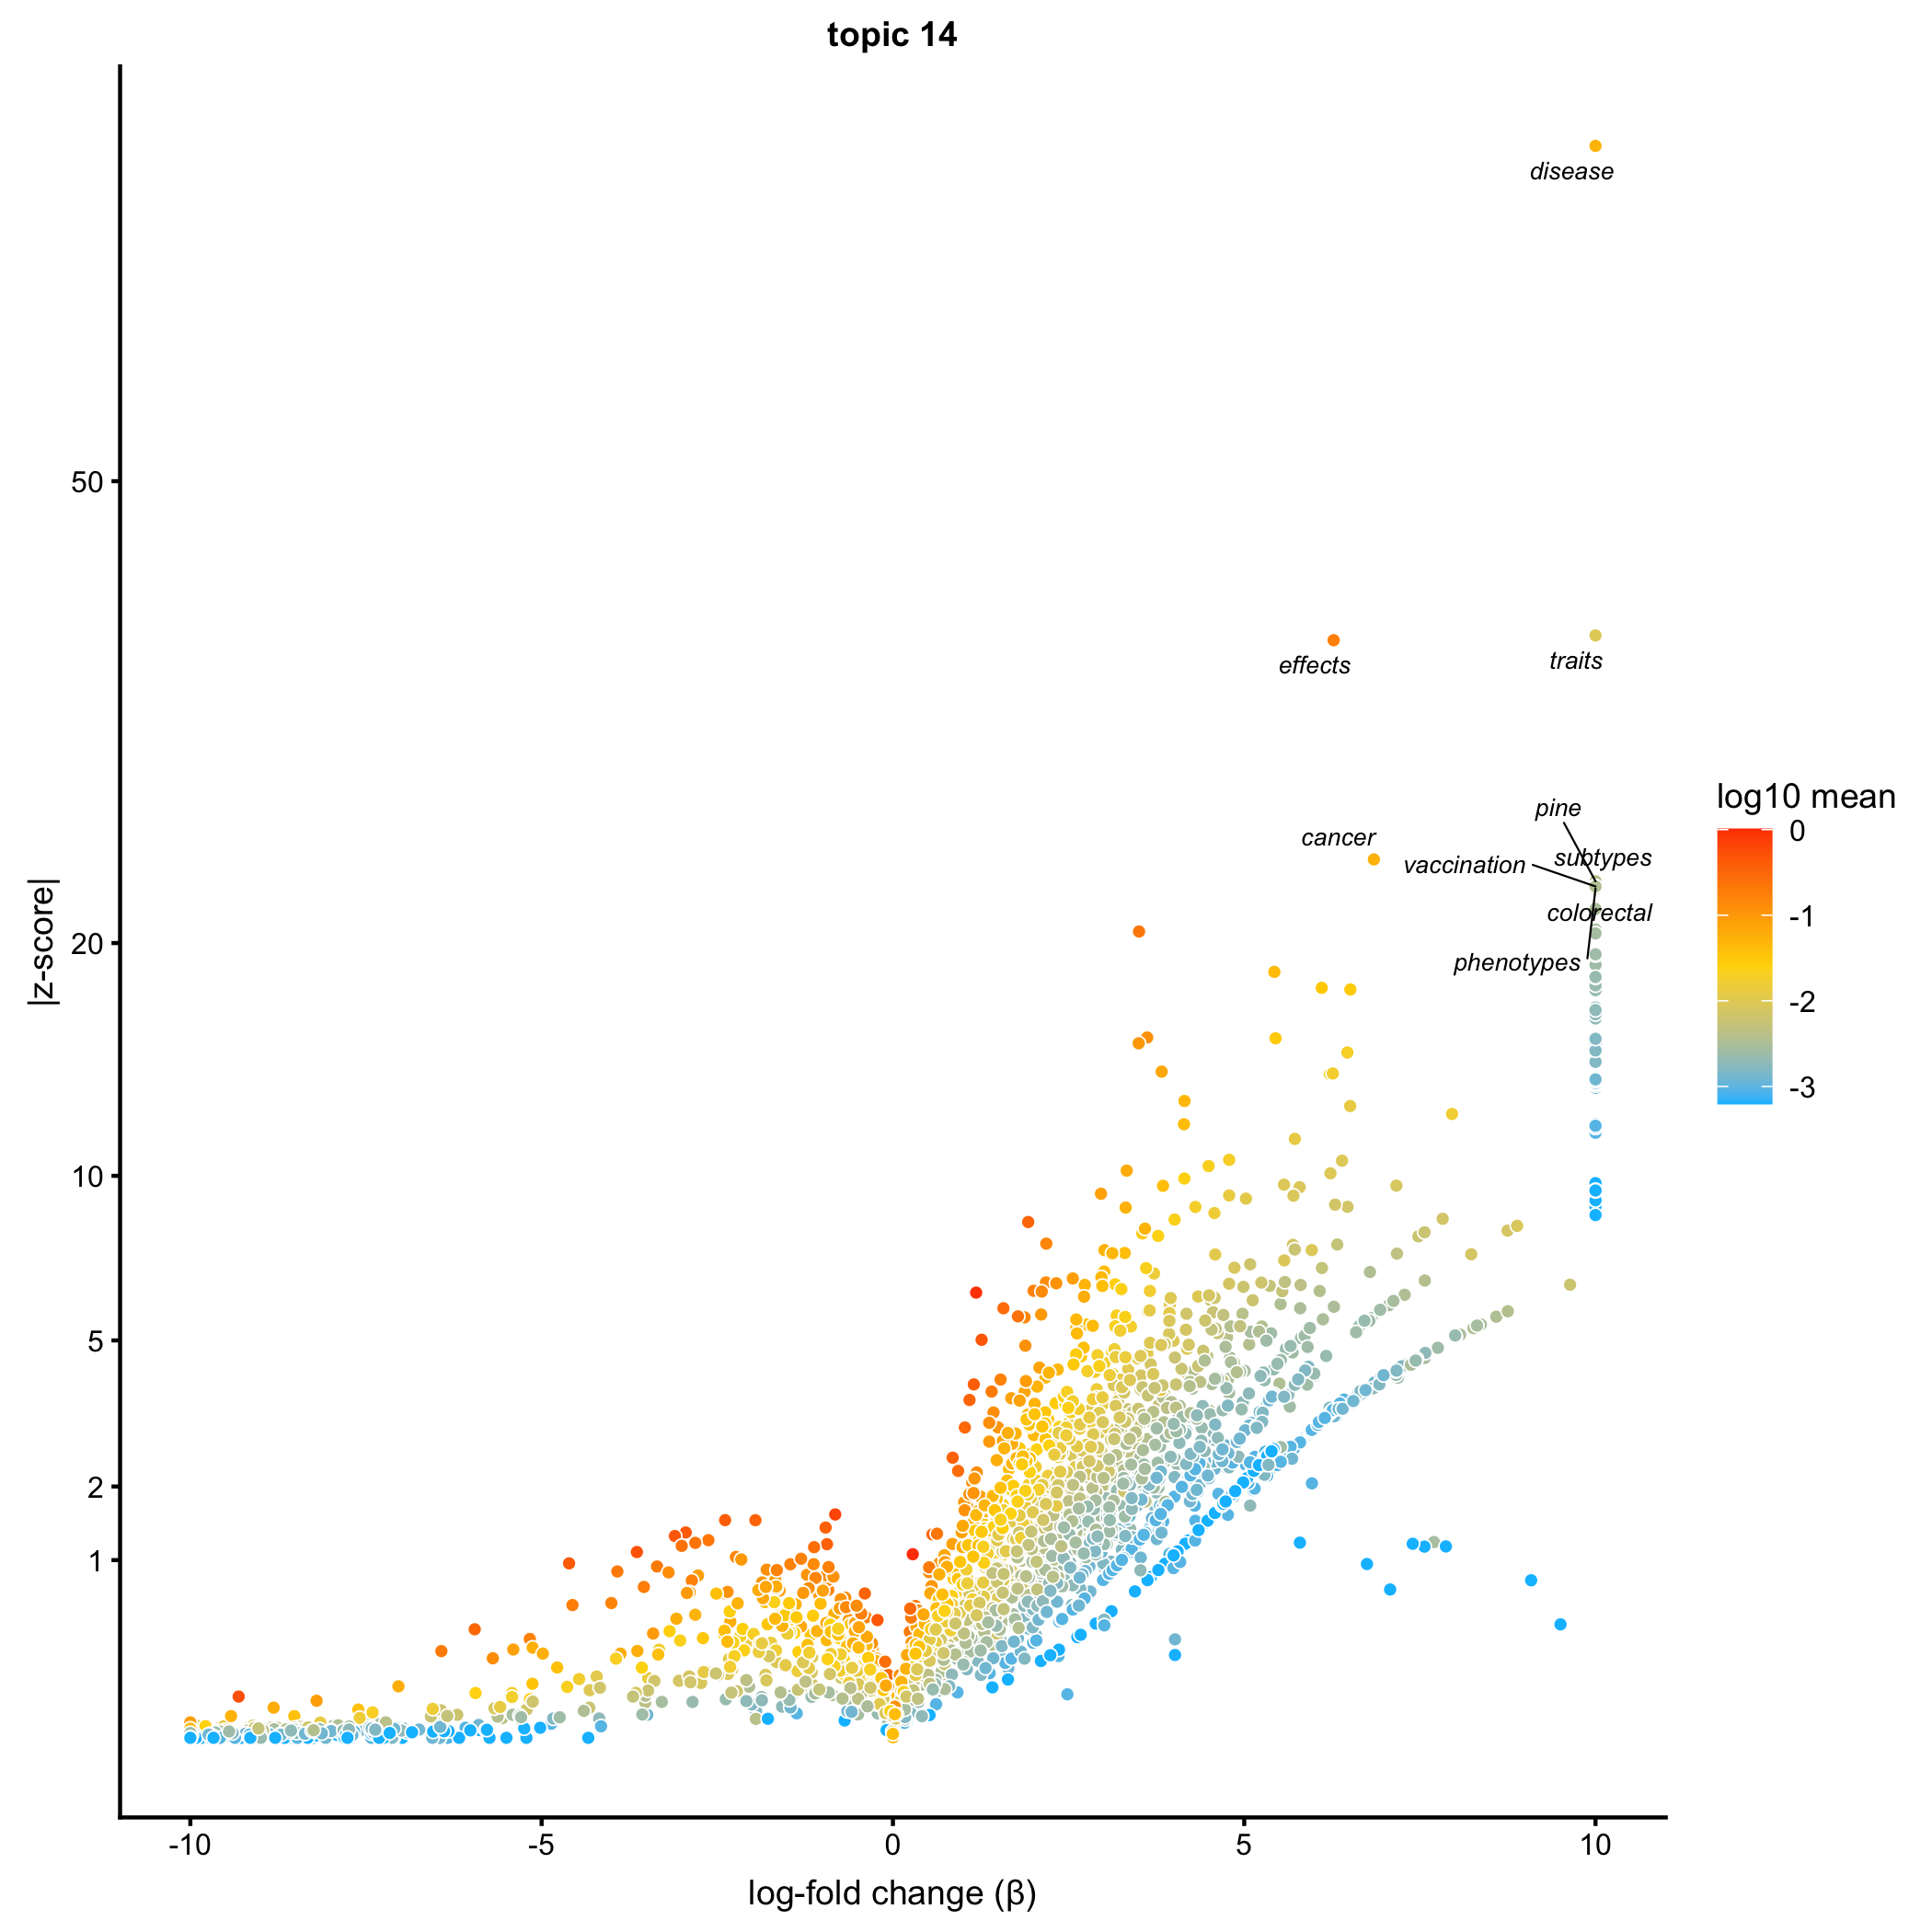 topic 14
disease
50
effects
traits
log10 mean
pine
0
cancer
subtypes
vaccination
|z-score|
colorectal
-1
20
phenotypes
-2
-3
10
5
2
1
-10
-5
0
5
10
log-fold change (β)